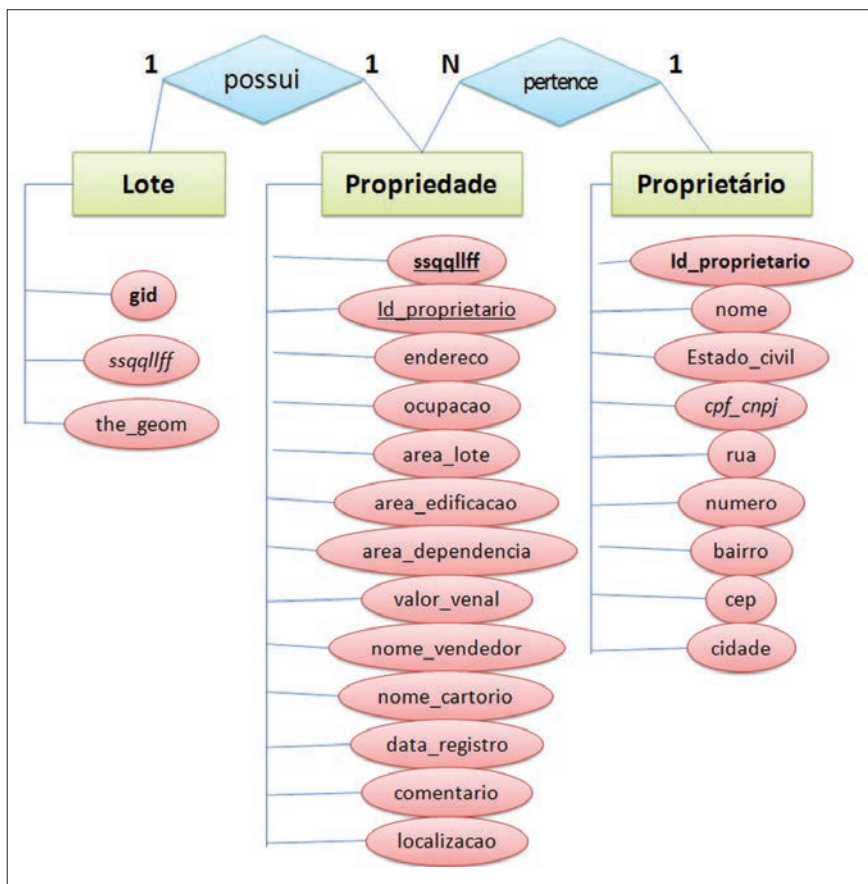 1 possui 1 N pertence 1
Lote
gid
ssqqllff
the_geom
Propriedade
ssqqllff
Id_proprietario
endereco
ocupacao
area_lote
area_edificacao
area_dependencia
valor_venal
nome_vendedor
nome_cartorio
data_registro
comentario
localizacao
Proprietário
Id_proprietario
nome
Estado_civil
cpf_cnpj
rua
numero
bairro
cep
cidade